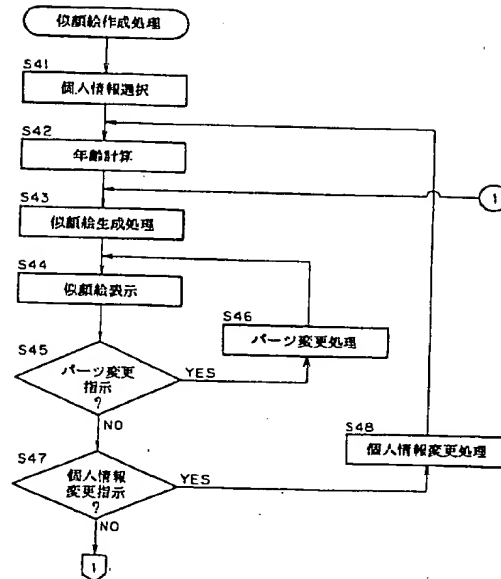 似顔絵作成処理
S41
個人情報選択
S42
年齢計算
1
S43
似顔絵生成処理
S44
似顔絵表示
S46
パーツ変更処理
S45
パーツ変更
指示
?
YES
NO
S48
個人情報変更処理
S47
個人情報
変更指示
?
YES
NO
1